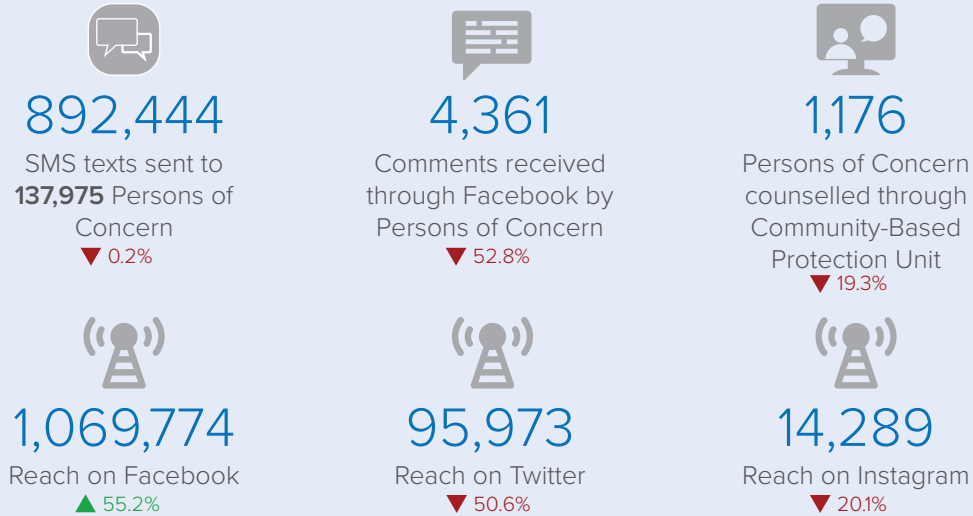 892,444
SMS texts sent to
137,975 Persons of
Concern
▼ 0.2%
4,361
Comments received
through Facebook by
Persons of Concern
▼ 52.8%
1,176
Persons of Concern
counselled through
Community-Based
Protection Unit
▼ 19.3%
1,069,774
Reach on Facebook
▲ 55.2%
95,973
Reach on Twitter
▼ 50.6%
14,289
Reach on Instagram
▼ 20.1%